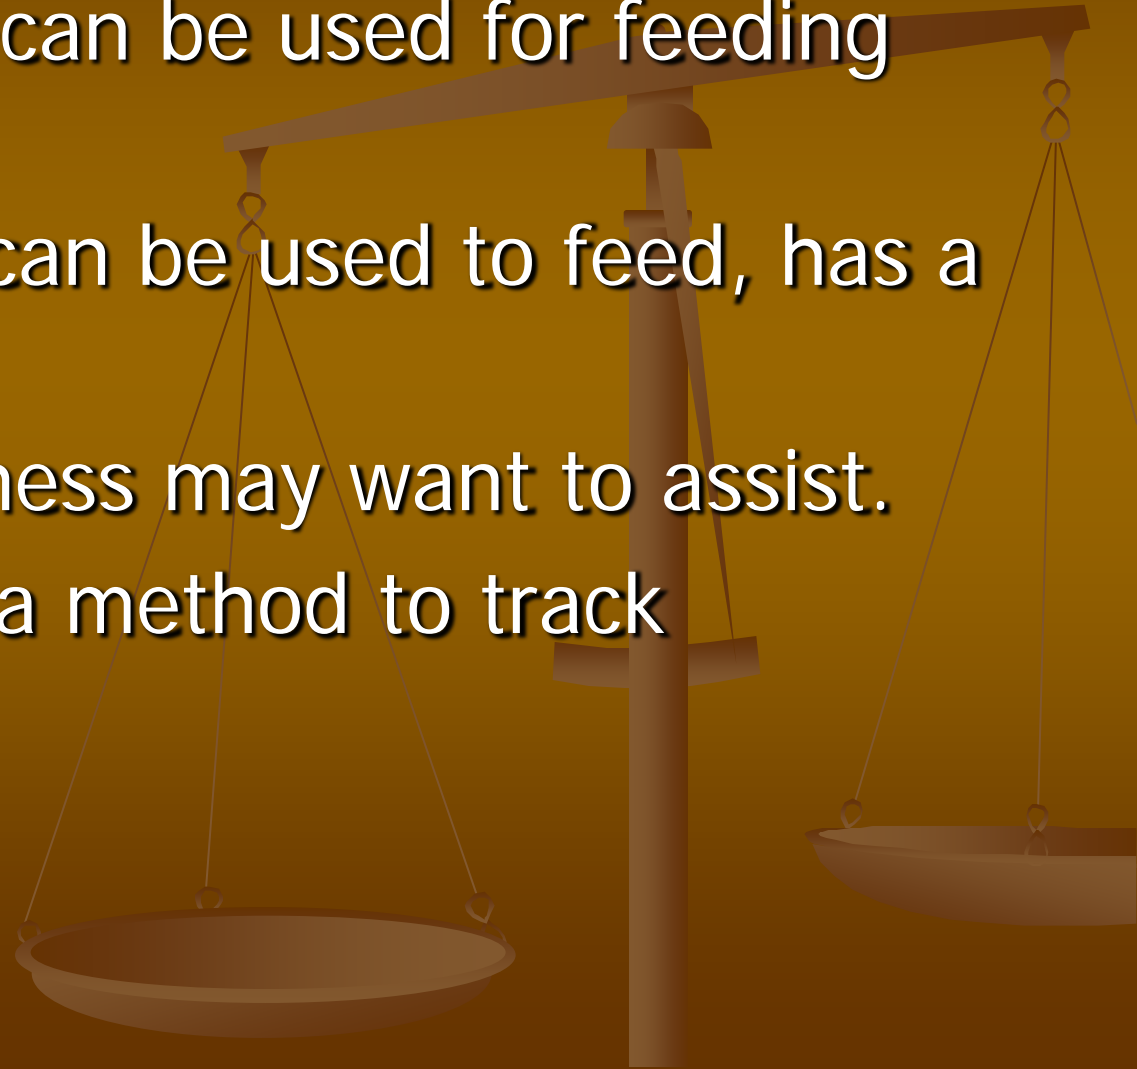 can be used for feeding
can be used to feed, has a
ness may want to assist.
a method to track